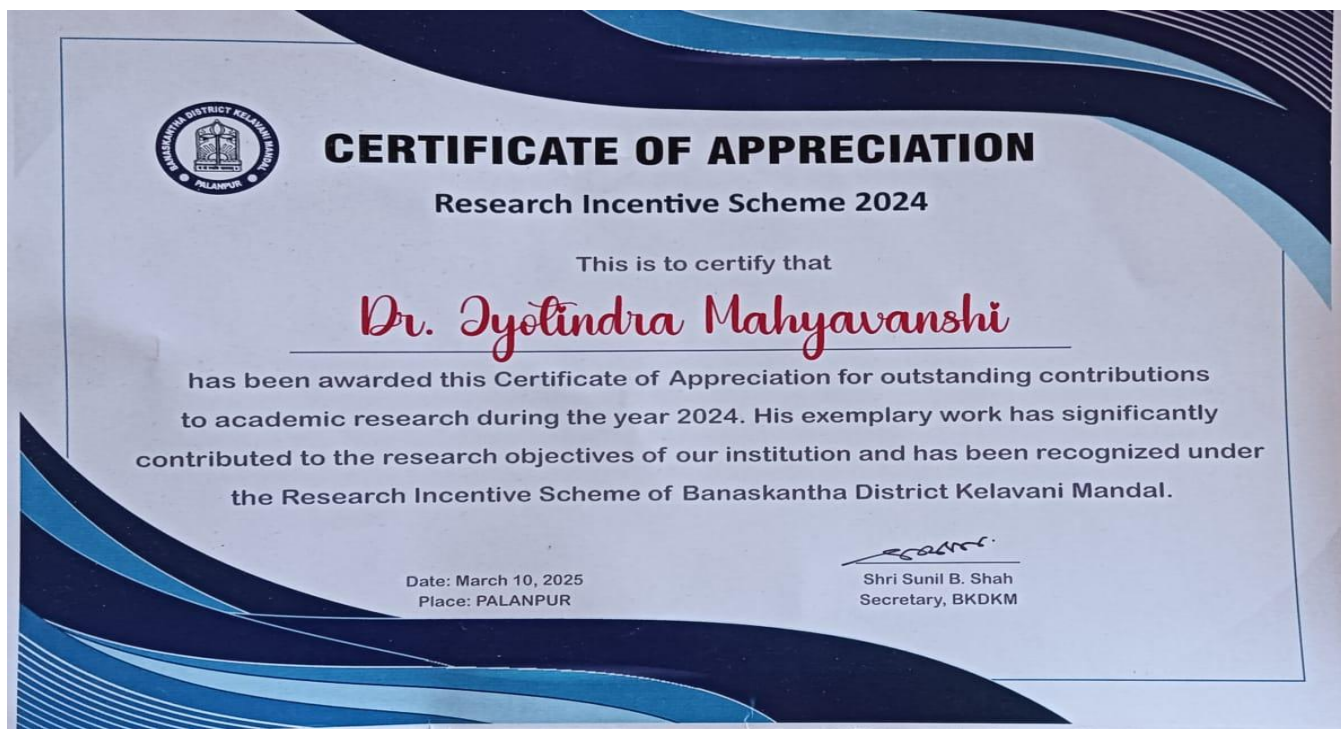 BANASKANTHA DISTRICT KELAVANI MANDAL
PALANPUR
CERTIFICATE OF APPRECIATION
Research Incentive Scheme 2024
This is to certify that
Dr. Jyotindra Mahyavanshi
has been awarded this Certificate of Appreciation for outstanding contributions
to academic research during the year 2024. His exemplary work has significantly
contributed to the research objectives of our institution and has been recognized under
the Research Incentive Scheme of Banaskantha District Kelavani Mandal.
Date: March 10, 2025
Place: PALANPUR
Shri Sunil B. Shah
Secretary, BKDKM